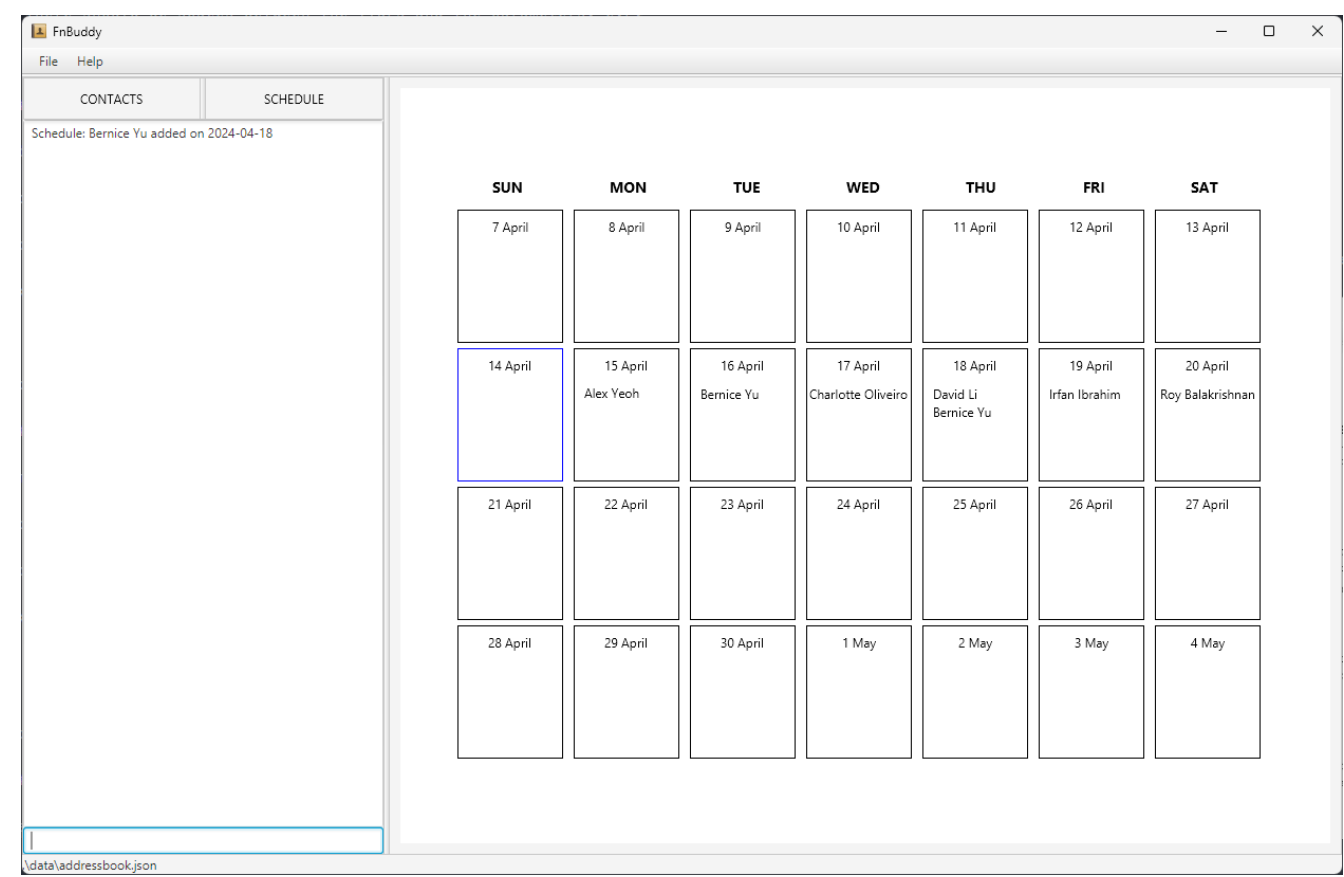 FnBuddy
File Help
CONTACTS SCHEDULE
Schedule: Bernice Yu added on 2024-04-18
SUN MON TUE WED THU FRI SAT
7 April 8 April 9 April 10 April 11 April 12 April 13 April
14 April 15 April 16 April 17 April 18 April 19 April 20 April
Alex Yeoh Bernice Yu Charlotte Oliveiro David Li Irfan Ibrahim Roy Balakrishnan
Bernice Yu
21 April 22 April 23 April 24 April 25 April 26 April 27 April
28 April 29 April 30 April 1 May 2 May 3 May 4 May
.\data\addressbook.json